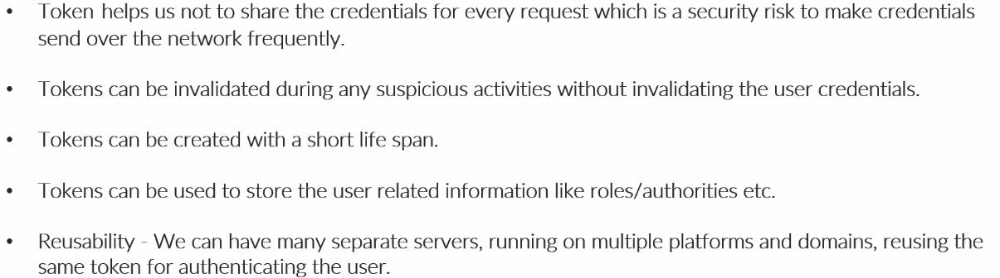 • Token helps us not to share the credentials for every request which is a security risk to make credentials
send over the network frequently.
• Tokens can be invalidated during any suspicious activities without invalidating the user credentials.
• Tokens can be created with a short life span.
• Tokens can be used to store the user related information like roles/authorities etc.
• Reusability - We can have many separate servers, running on multiple platforms and domains, reusing the
same token for authenticating the user.